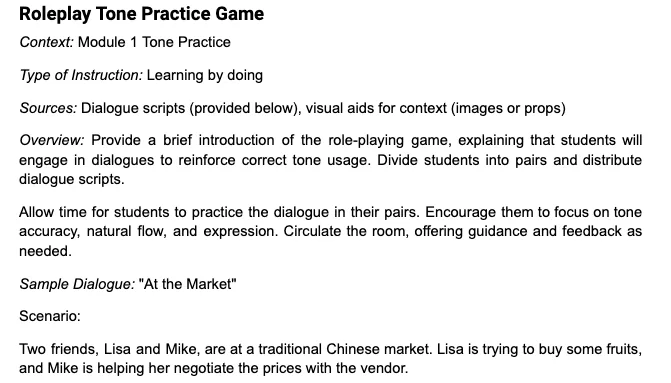 Roleplay Tone Practice Game
Context: Module 1 Tone Practice
Type of Instruction: Learning by doing
Sources: Dialogue scripts (provided below), visual aids for context (images or props)
Overview: Provide a brief introduction of the role-playing game, explaining that students will
engage in dialogues to reinforce correct tone usage. Divide students into pairs and distribute
dialogue scripts.
Allow time for students to practice the dialogue in their pairs. Encourage them to focus on tone
accuracy, natural flow, and expression. Circulate the room, offering guidance and feedback as
needed.
Sample Dialogue: "At the Market"
Scenario:
Two friends, Lisa and Mike, are at a traditional Chinese market. Lisa is trying to buy some fruits,
and Mike is helping her negotiate the prices with the vendor.